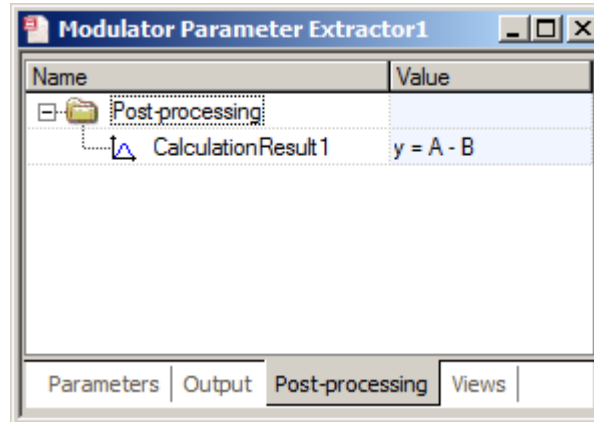 Modulator Parameter Extractor1
Name Value
Post-processing
CalculationResult1 y = A - B
Parameters Output Post-processing Views